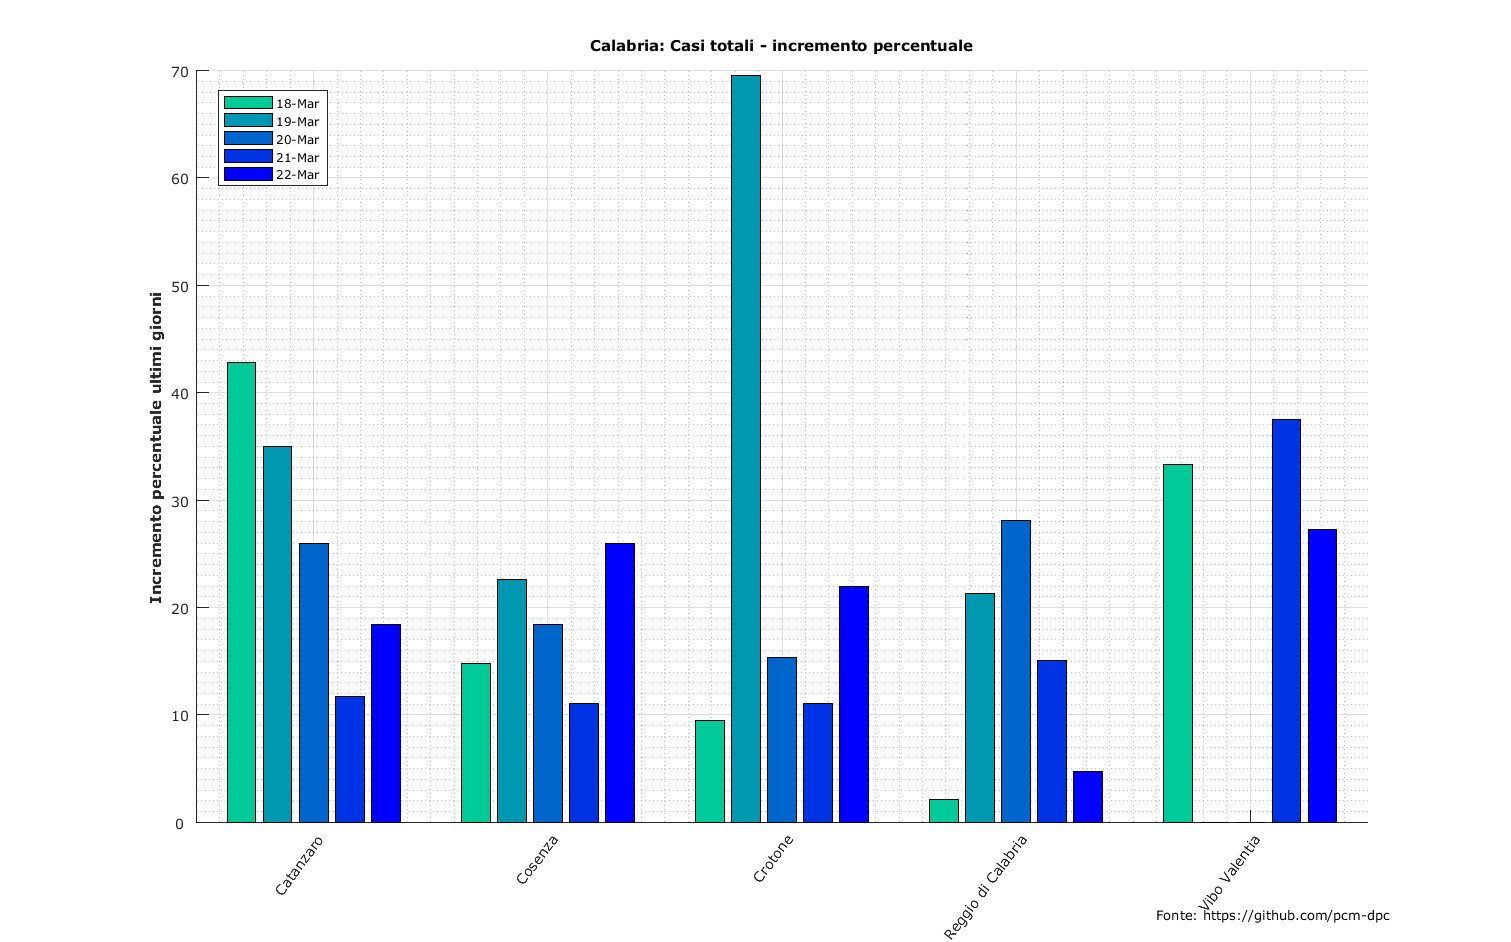 Calabria: Casi totali - incremento percentuale
18-Mar
19-Mar
20-Mar
21-Mar
22-Mar
Incremento percentuale ultimi giorni
70
60
50
40
30
20
10
0
Catanzaro
Cosenza
Crotone
Reggio di Calabria
Vibo Valentia
Fonte: https://github.com/pcm-dpc